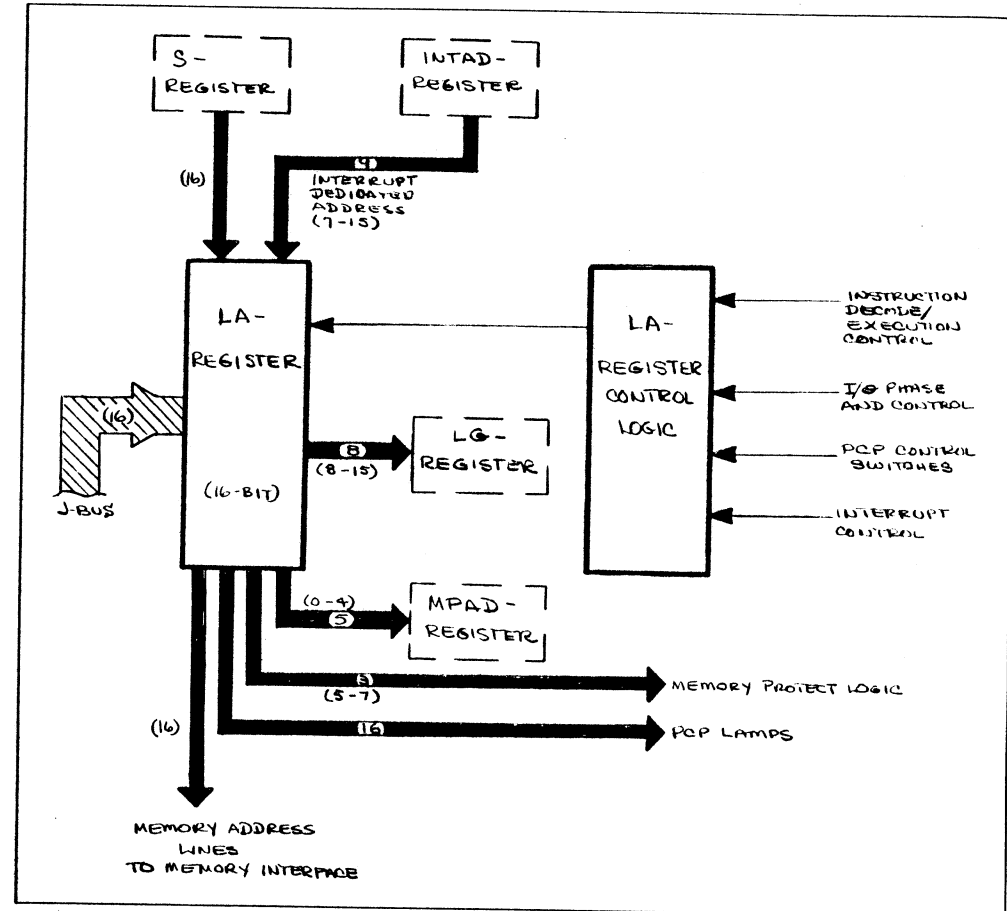 S-
REGISTER
INTAD-
REGISTER
(16)
9
INTERRUPT
DEDICATED
ADDRESS
(7-15)
LA-
REGISTER
(16-BIT)
LA-
REGISTER
CONTROL
LOGIC
INSTRUCTION
DECODE/
EXECUTION
CONTROL
I/O PHASE
AND CONTROL
PCP CONTROL
SWITCHES
INTERRUPT
CONTROL
(16)
J-BUS
8
(8-15)
LG-
REGISTER
(0-4)
5
MPAD-
REGISTER
3
(5-7)
MEMORY PROTECT LOGIC
(16)
16
PCP LAMPS
MEMORY ADDRESS
LINES
TO MEMORY INTERFACE